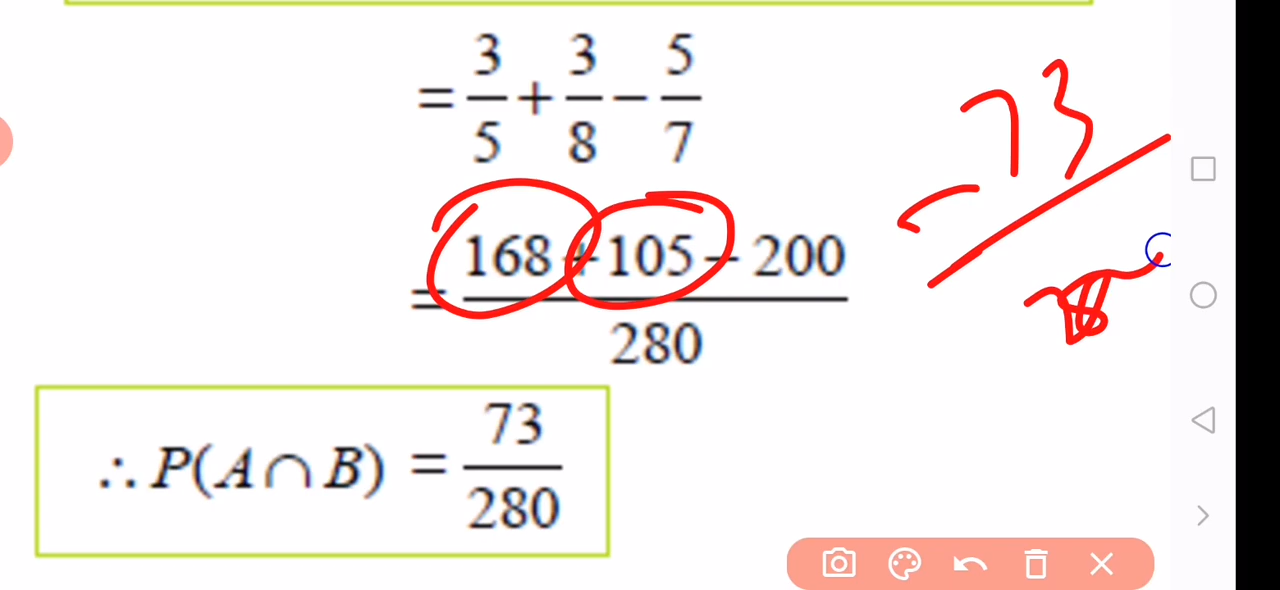 = 3/5 + 3/8 − 5/7
= (168 + 105 − 200)/280
∴ P(A∩B) = 73/280
73